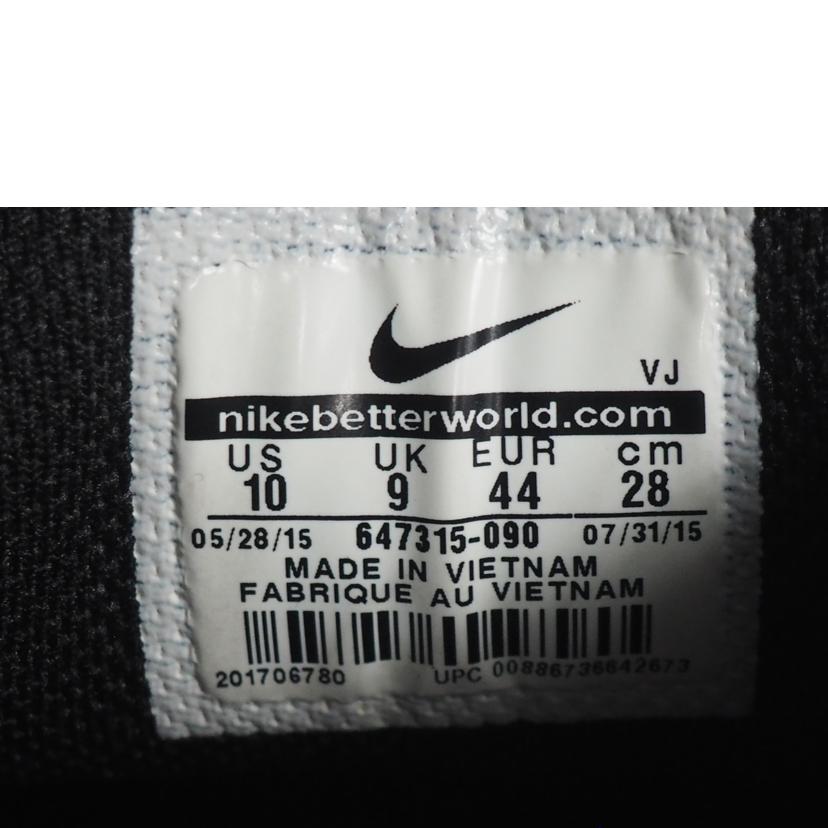 VJ
nikebetterworld.com
US UK EUR cm
10 9 44 28
05/28/15 647315-090 07/31/15
MADE IN VIETNAM
FABRIQUE AU VIETNAM
201706780 UPC 00886736642673